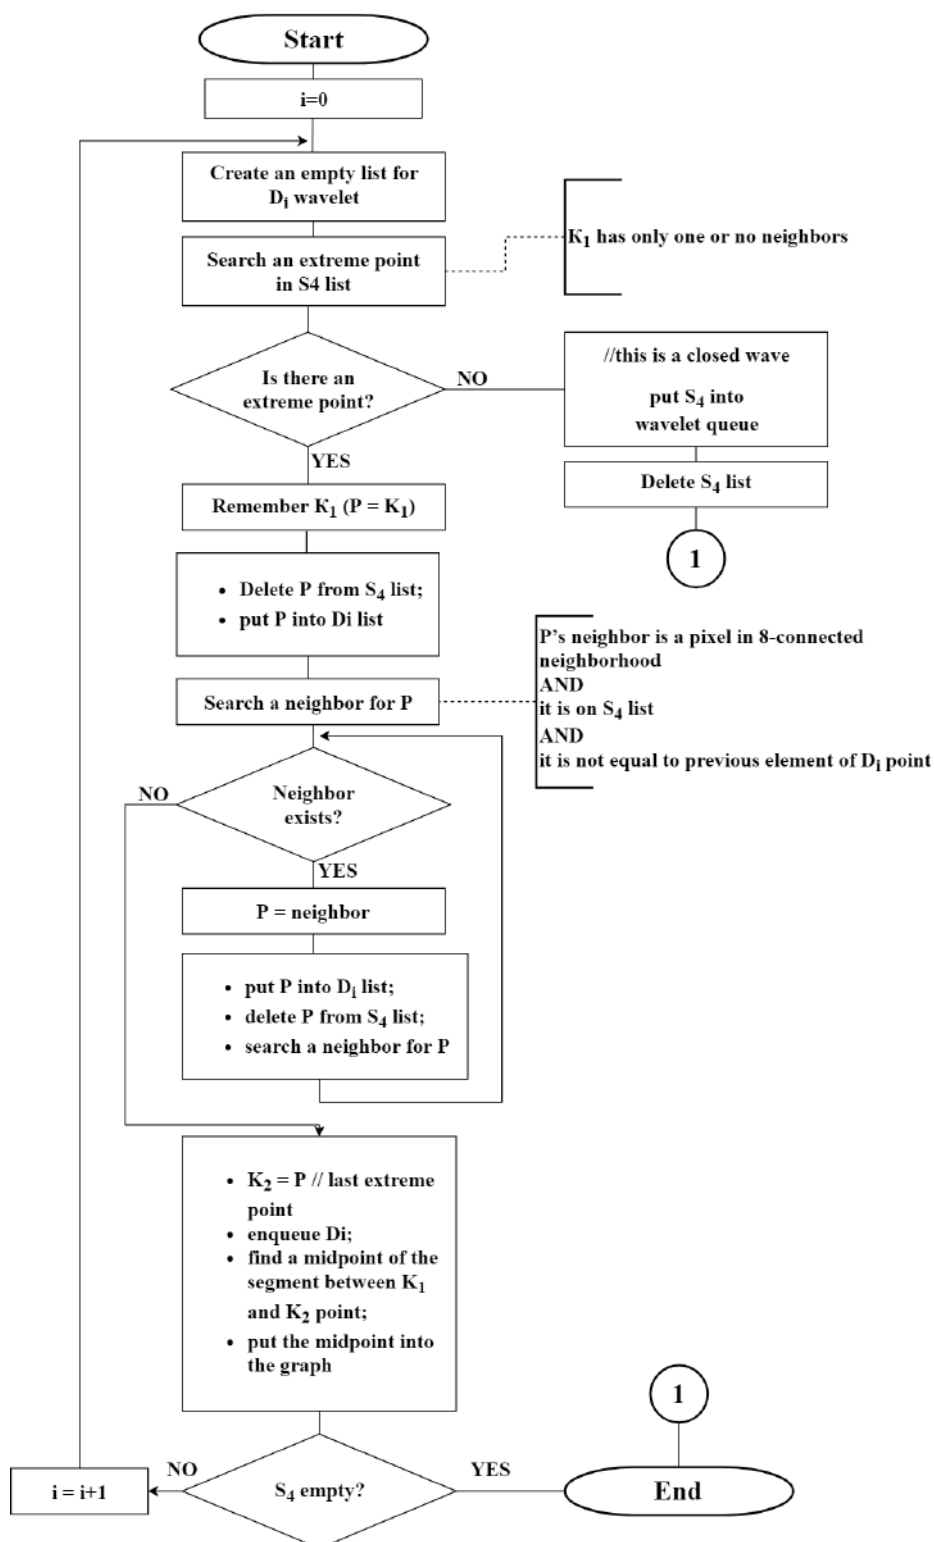 Start
i=0
Create an empty list for
Di wavelet
Search an extreme point
in S4 list
K1 has only one or no neighbors
Is there an
extreme point?
NO
//this is a closed wave
put S4 into
wavelet queue
Delete S4 list
1
YES
Remember K1 (P = K1)
• Delete P from S4 list;
• put P into Di list
Search a neighbor for P
P's neighbor is a pixel in 8-connected
neighborhood
AND
it is on S4 list
AND
it is not equal to previous element of Di point
NO
Neighbor
exists?
YES
P = neighbor
• put P into Di list;
• delete P from S4 list;
• search a neighbor for P
• K2 = P // last extreme
point
• enqueue Di;
• find a midpoint of the
segment between K1
and K2 point;
• put the midpoint into
the graph
1
NO
S4 empty?
YES
i = i+1
End